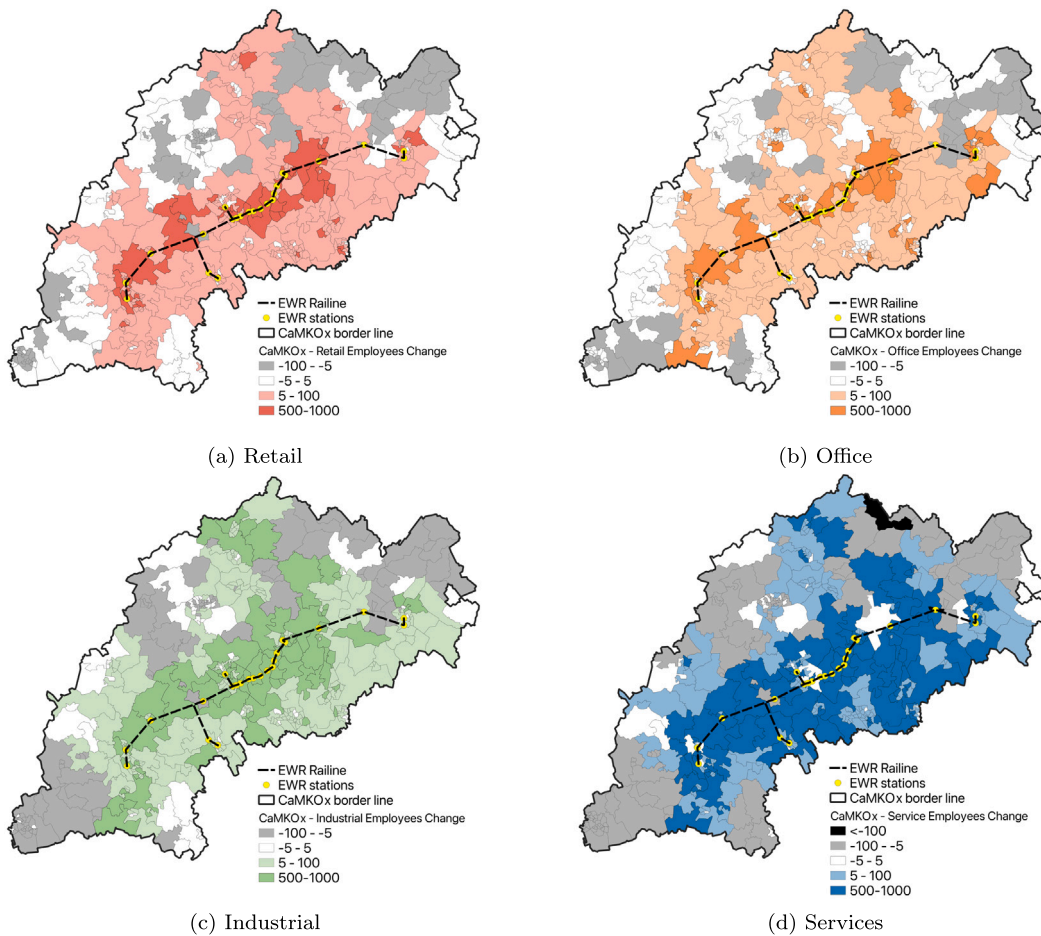 EWR Railine
EWR stations
CaMKOx border line
CaMKOx - Retail Employees Change
-100 - -5
-5 - 5
5 - 100
500-1000
(a) Retail
EWR Railine
EWR stations
CaMKOx border line
CaMKOx - Office Employees Change
-100 - -5
-5 - 5
5 - 100
500-1000
(b) Office
EWR Railine
EWR stations
CaMKOx border line
CaMKOx - Industrial Employees Change
-100 - -5
-5 - 5
5 - 100
500-1000
(c) Industrial
EWR Railine
EWR stations
CaMKOx border line
CaMKOx - Service Employees Change
<-100
-100 - -5
-5 - 5
5 - 100
500-1000
(d) Services